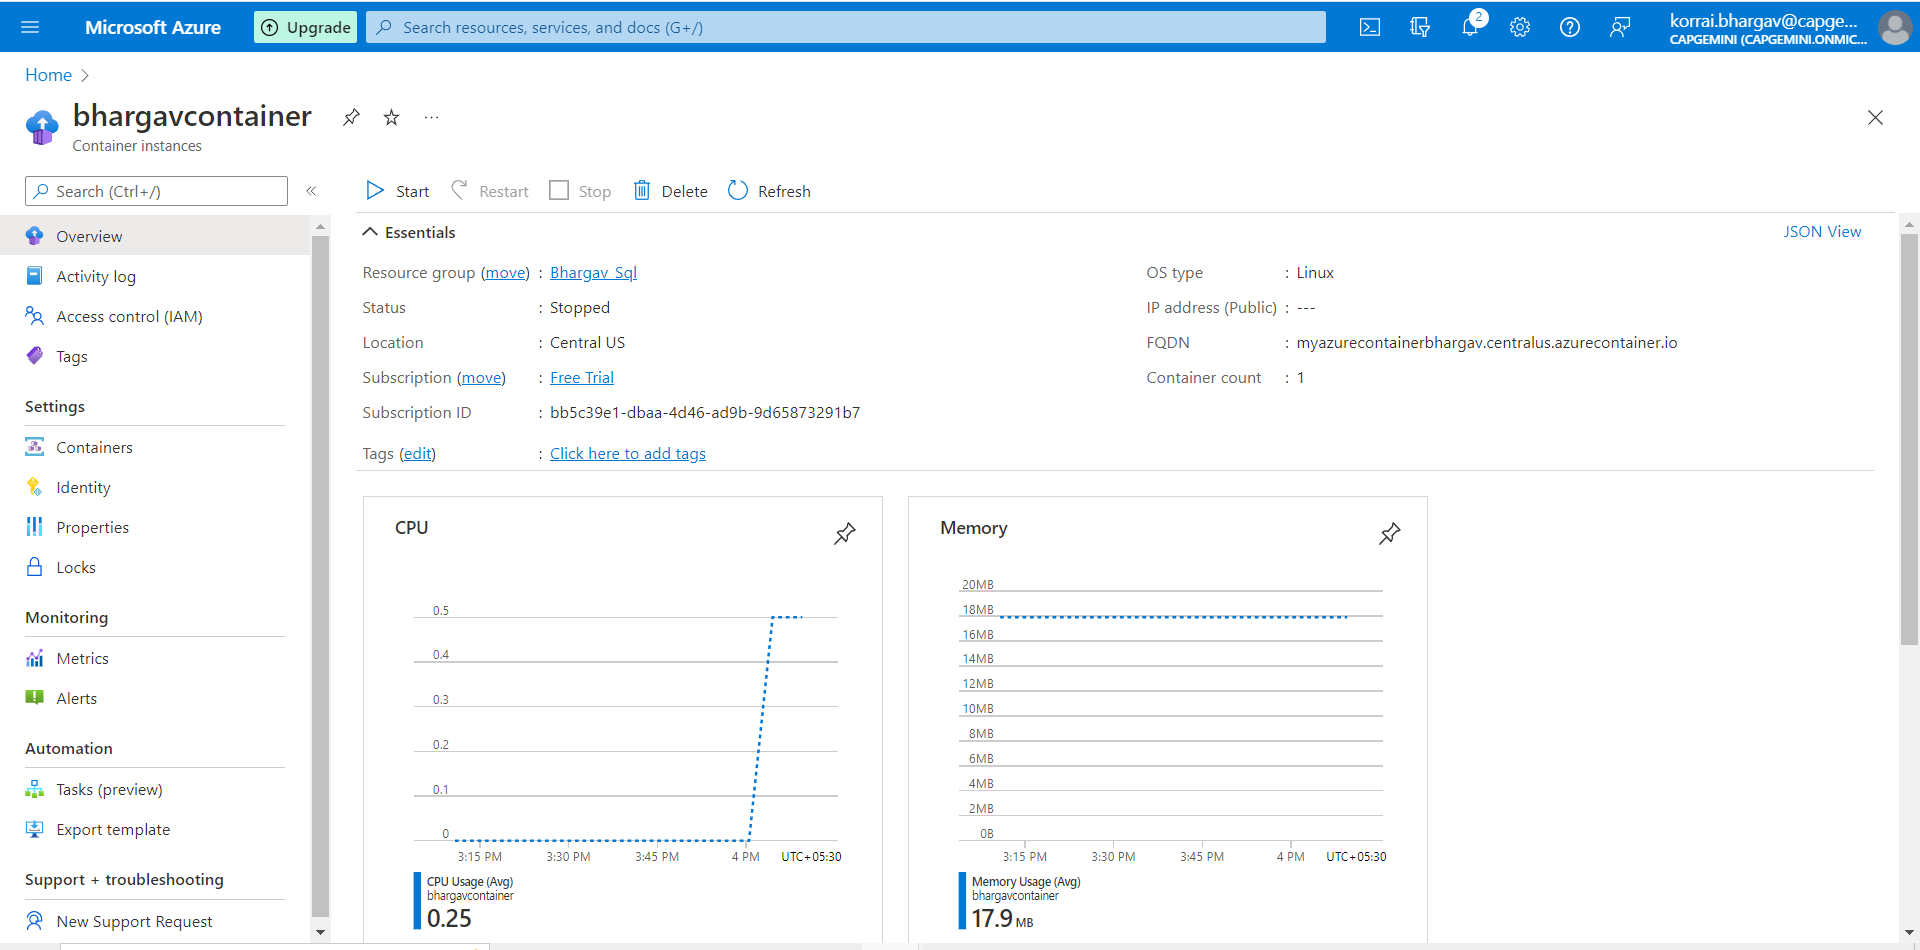 Microsoft Azure
Upgrade
Search resources, services, and docs (G+/)
2
korrai.bhargav@capge...
CAPGEMINI (CAPGEMINI.ONMIC...
Home
bhargavcontainer
Container instances
Search (Ctrl+/)
Start Restart Stop Delete Refresh
Overview
Activity log
Access control (IAM)
Tags
Settings
Containers
Identity
Properties
Locks
Monitoring
Metrics
Alerts
Automation
Tasks (preview)
Export template
Support + troubleshooting
New Support Request
Essentials
JSON View
Resource group (move) : Bhargav_Sql
Status : Stopped
Location : Central US
Subscription (move) : Free Trial
Subscription ID : bb5c39e1-dbaa-4d46-ad9b-9d65873291b7
Tags (edit) : Click here to add tags
OS type : Linux
IP address (Public) : ---
FQDN : myazurecontainerbhargav.centralus.azurecontainer.io
Container count : 1
CPU
0.5
0.4
0.3
0.2
0.1
0
3:15 PM 3:30 PM 3:45 PM 4 PM UTC+05:30
CPU Usage (Avg)
bhargavcontainer
0.25
Memory
20MB
18MB
16MB
14MB
12MB
10MB
8MB
6MB
4MB
2MB
0B
3:15 PM 3:30 PM 3:45 PM 4 PM UTC+05:30
Memory Usage (Avg)
bhargavcontainer
17.9 MB